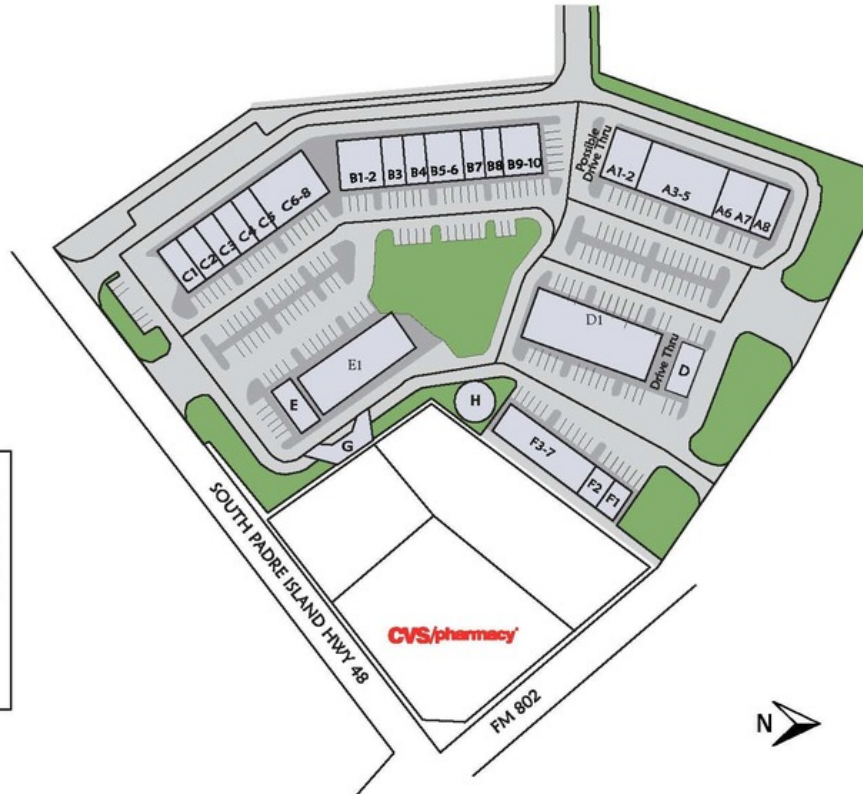 Possible
Drive Thru
A1-2
A3-5
A6
A7
A8
B1-2
B3
B4
B5-6
B7
B8
B9-10
C1
C2
C3
C4
C5
C6-8
D1
Drive Thru
D
E1
E
H
G
F3-7
F2
F1
SOUTH PADRE ISLAND HWY 48
CVS/pharmacy
FM 802
N